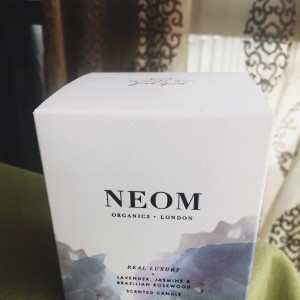 NEOM
ORGANICS • LONDON
REAL LUXURY
LAVENDER, JASMINE &
BRAZILIAN ROSEWOOD
SCENTED CANDLE